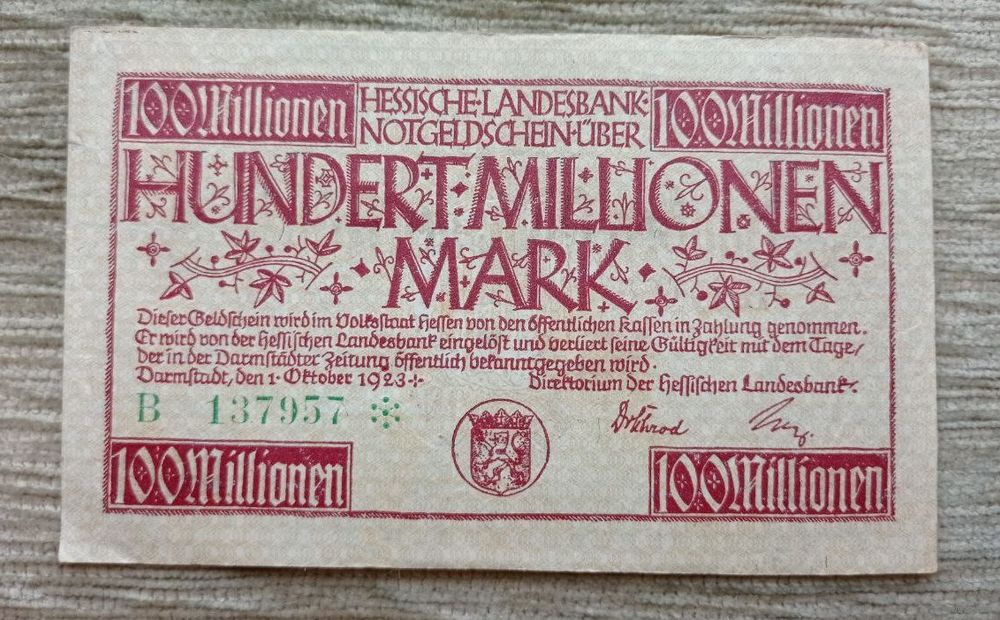 100 Millionen
HESSISCHE·LANDESBANK·
NOTGELDSCHEIN·ÜBER
100 Millionen
HUNDERT·MILLIONEN
MARK·
Dieser Geldschein wird im Volksstaat Hessen von den öffentlichen Kassen in Zahlung genommen.
Er wird von der Hessischen Landesbank eingelöst und verliert seine Gültigkeit mit dem Tage,
der in der Darmstädter Zeitung öffentlich bekanntgegeben wird.
Darmstadt, den 1. Oktober 1923
Direktorium der Hessischen Landesbank
B 137957
100 Millionen
100 Millionen